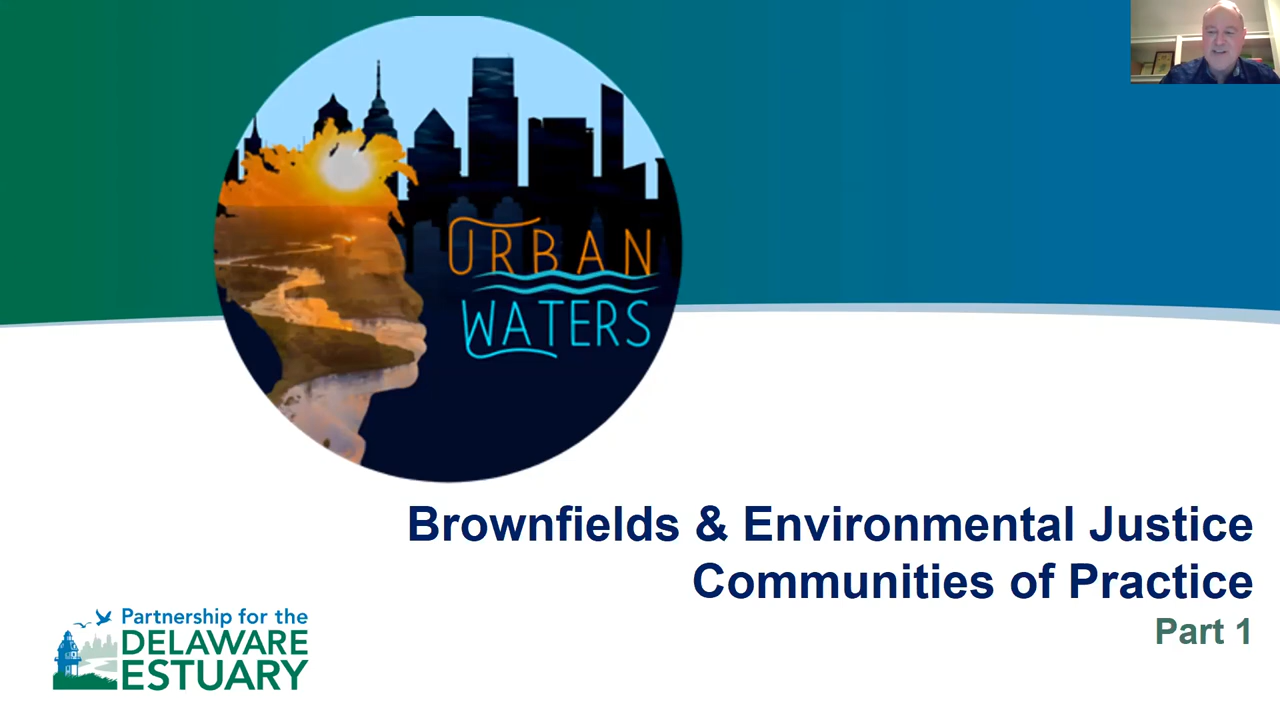 URBAN
WATERS
Brownfields & Environmental Justice
Communities of Practice
Part 1
Partnership for the
DELAWARE
ESTUARY